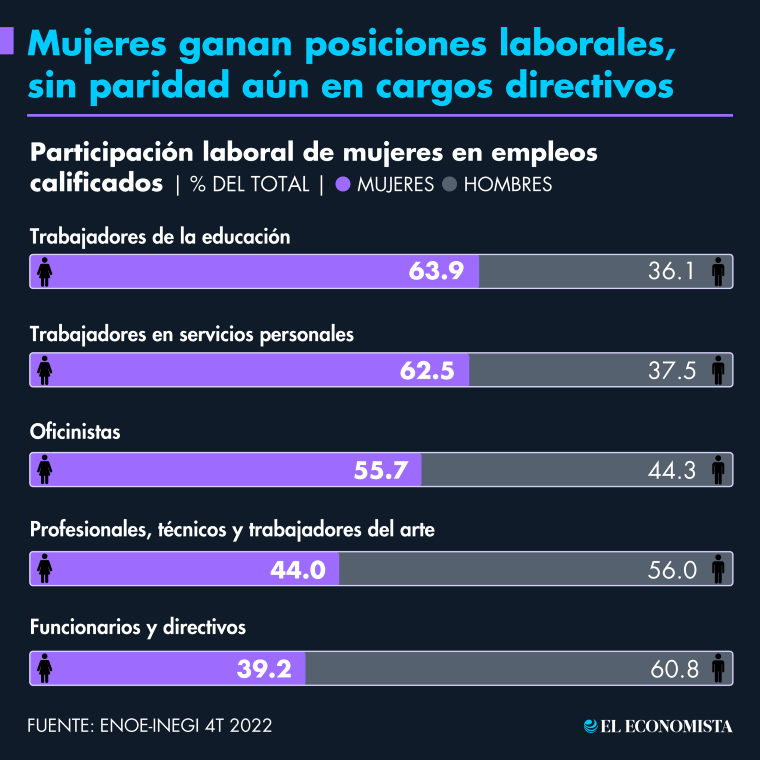 Mujeres ganan posiciones laborales,
sin paridad aún en cargos directivos
Participación laboral de mujeres en empleos
calificados | % DEL TOTAL | MUJERES HOMBRES
Trabajadores de la educación
63.9 36.1
Trabajadores en servicios personales
62.5 37.5
Oficinistas
55.7 44.3
Profesionales, técnicos y trabajadores del arte
44.0 56.0
Funcionarios y directivos
39.2 60.8
FUENTE: ENOE-INEGI 4T 2022 EL ECONOMISTA